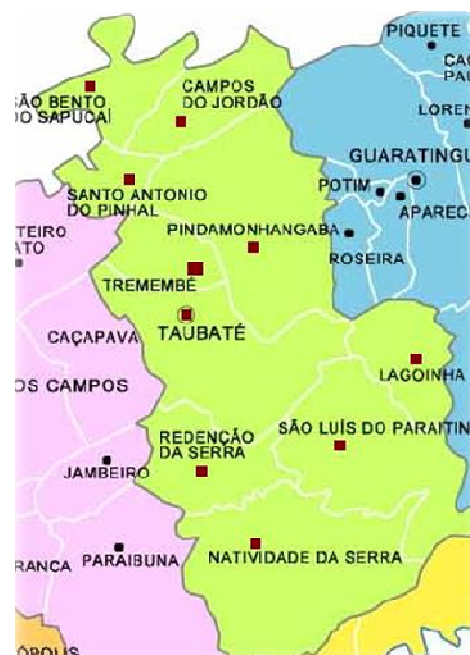 PIQUETE
CAMPOS
DO JORDÃO
SÃO BENTO
DO SAPUCAÍ
GUARATINGU
SANTO ANTONIO
DO PINHAL
POTIM
APAREC
PINDAMONHANGABA
ROSEIRA
TREMEMBÉ
TAUBATÉ
CAÇAPAVA
LAGOINHA
OS CAMPOS
SÃO LUÍS DO PARAITIN
REDENÇÃO
DA SERRA
JAMBEIRO
NATIVIDADE DA SERRA
PARAIBUNA
RANCA